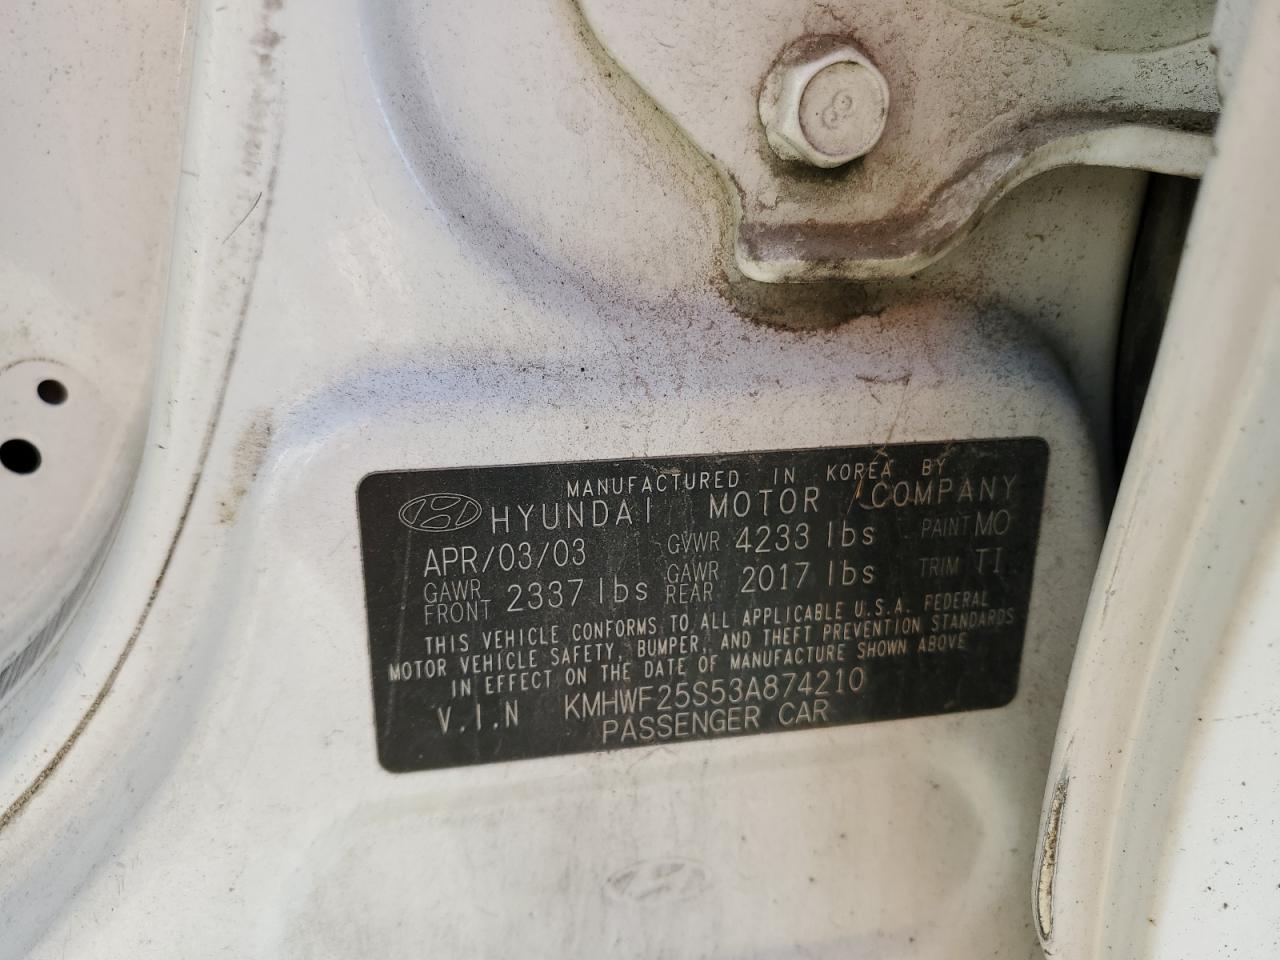 8
MANUFACTURED IN KOREA BY
HYUNDAI MOTOR COMPANY
APR/03/03 GVWR 4233 lbs PAINT MO
GAWR FRONT 2337 lbs GAWR REAR 2017 lbs TRIM TI
THIS VEHICLE CONFORMS TO ALL APPLICABLE U.S.A. FEDERAL
MOTOR VEHICLE SAFETY, BUMPER, AND THEFT PREVENTION STANDARDS
IN EFFECT ON THE DATE OF MANUFACTURE SHOWN ABOVE
V.I.N KMHWF25S53A874210
PASSENGER CAR